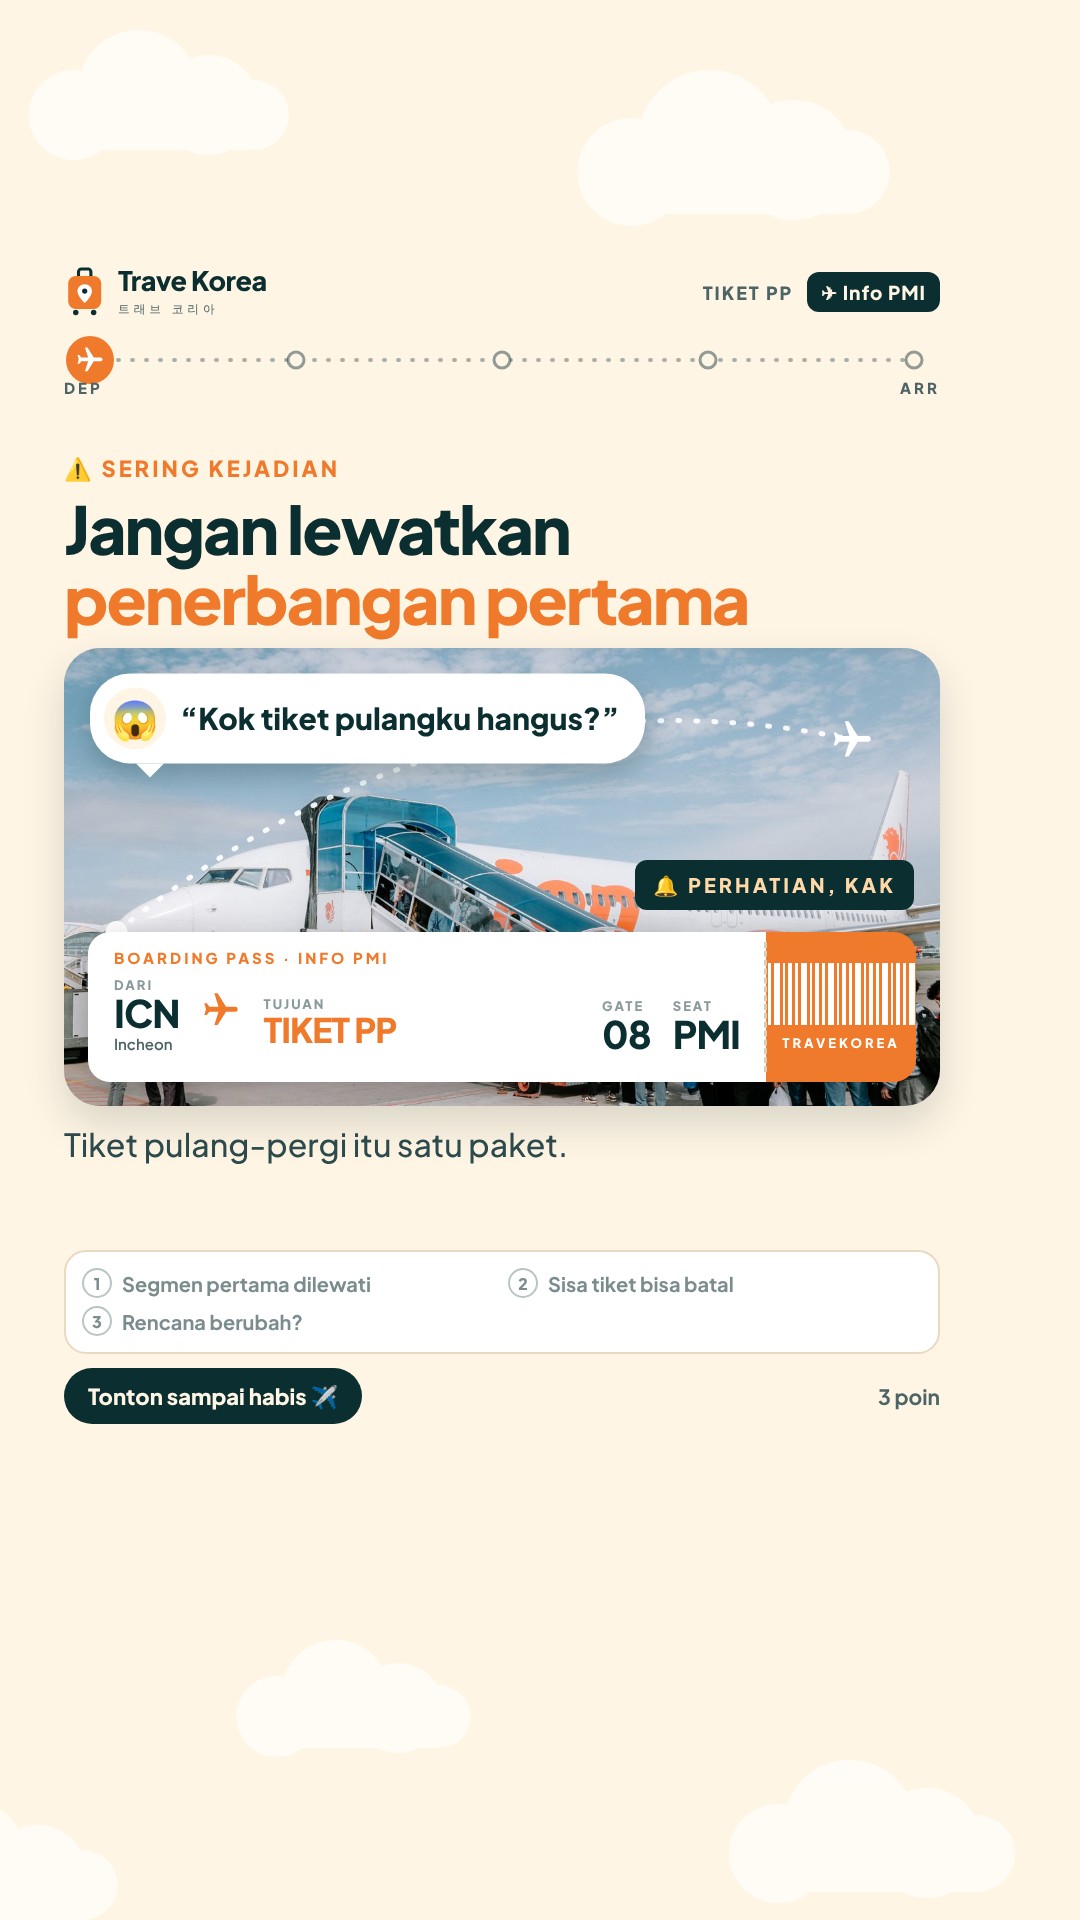 Trave Korea
트래브 코리아
TIKET PP
✈ Info PMI
DEP
ARR
⚠️ SERING KEJADIAN
Jangan lewatkan
penerbangan pertama
😱 “Kok tiket pulangku hangus?”
🔔 PERHATIAN, KAK
BOARDING PASS · INFO PMI
DARI
ICN
Incheon
TUJUAN
TIKET PP
GATE
08
SEAT
PMI
TRAVEKOREA
Tiket pulang-pergi itu satu paket.
1 Segmen pertama dilewati
2 Sisa tiket bisa batal
3 Rencana berubah?
Tonton sampai habis ✈️
3 poin